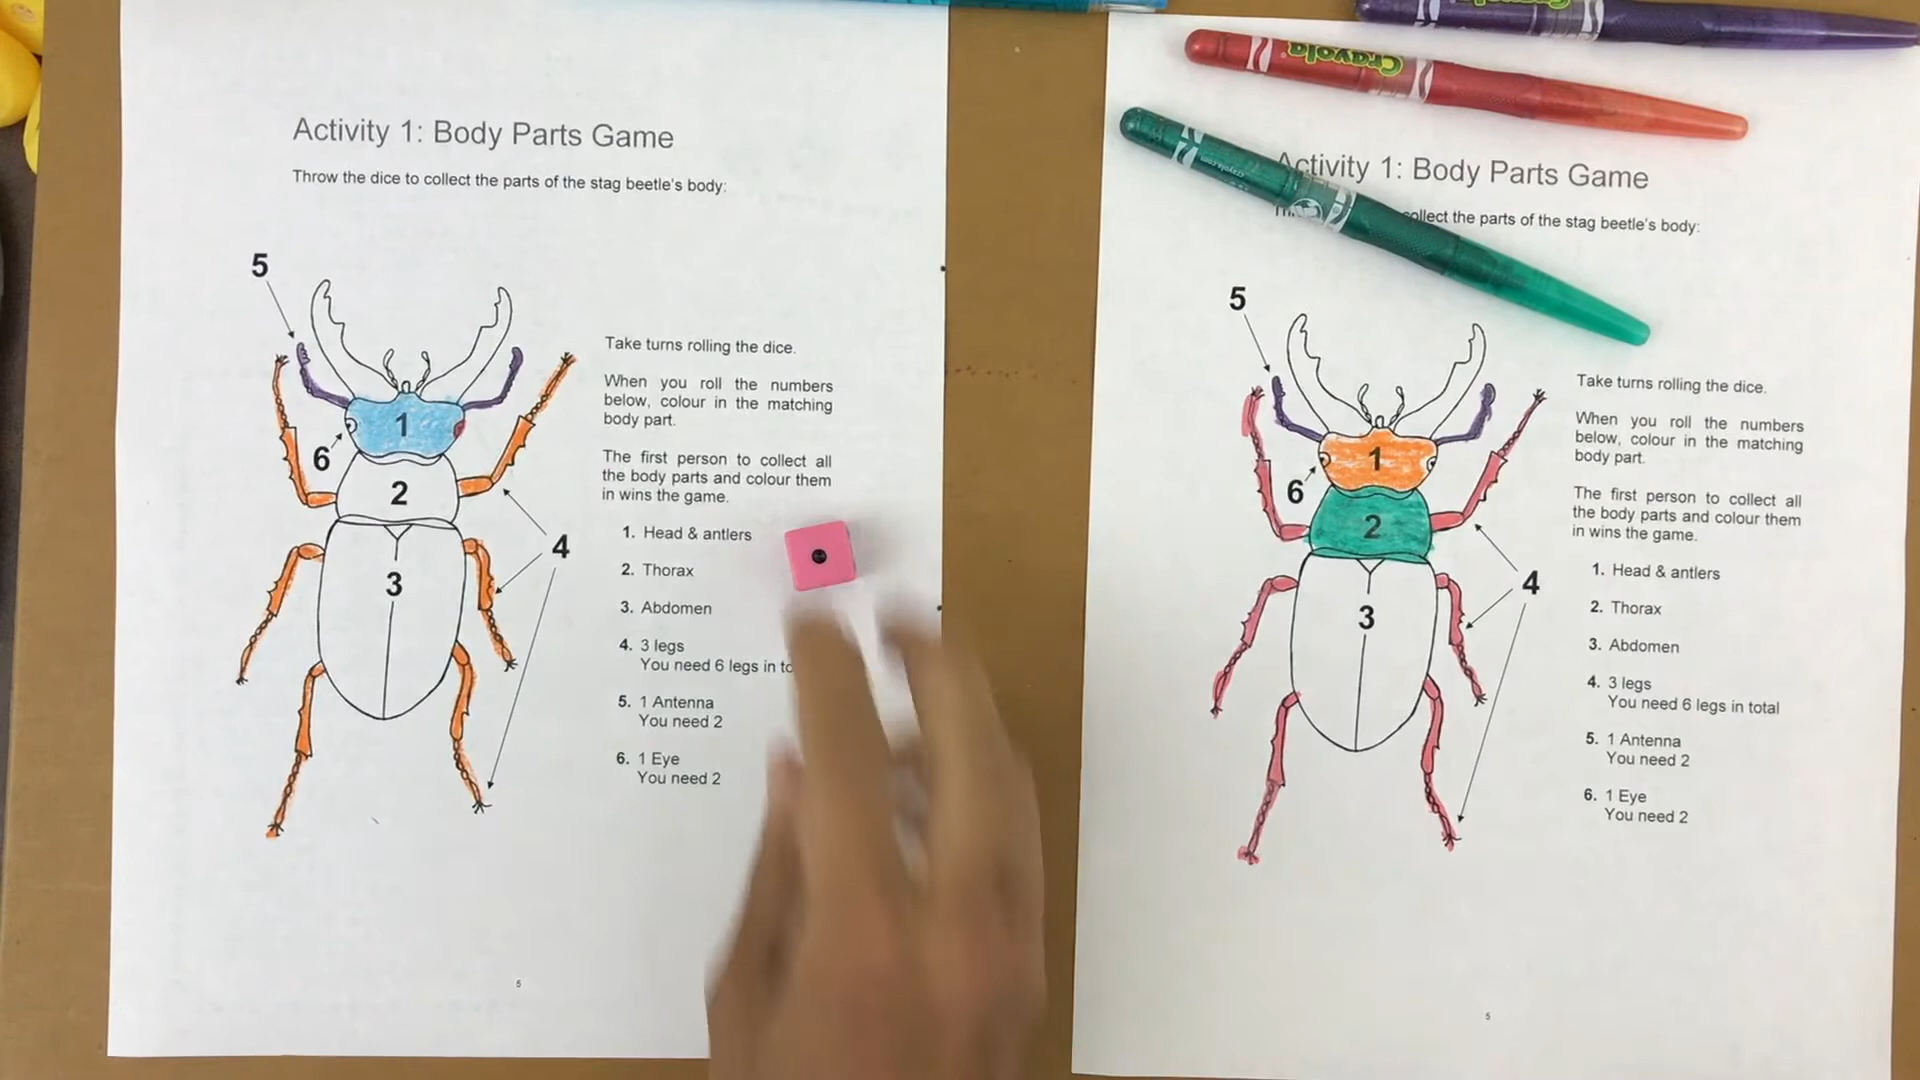 Activity 1: Body Parts Game
Throw the dice to collect the parts of the stag beetle's body:
5
1
6
2
3
4
Take turns rolling the dice.
When you roll the numbers
below, colour in the matching
body part.
The first person to collect all
the body parts and colour them
in wins the game.
1. Head & antlers
2. Thorax
3. Abdomen
4. 3 legs
You need 6 legs in
5. 1 Antenna
You need 2
6. 1 Eye
You need 2
5
Crayola
Crayola
crayola.com
Activity 1: Body Parts Game
collect the parts of the stag beetle's body:
5
1
6
2
3
4
Take turns rolling the dice.
When you roll the numbers
below, colour in the matching
body part.
The first person to collect all
the body parts and colour them
in wins the game.
1. Head & antlers
2. Thorax
3. Abdomen
4. 3 legs
You need 6 legs in total
5. 1 Antenna
You need 2
6. 1 Eye
You need 2
5